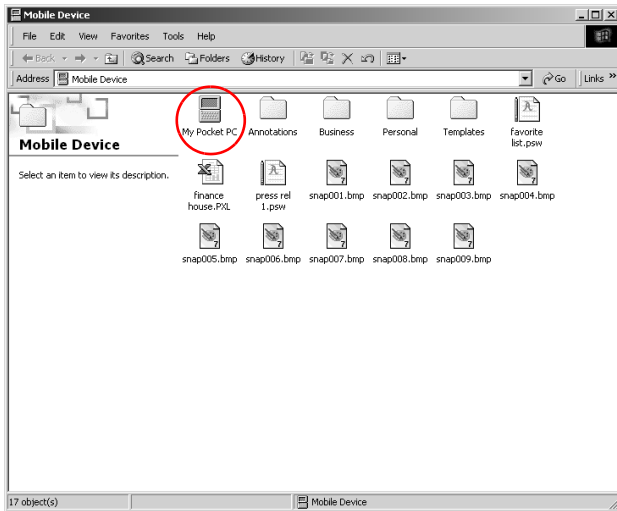 Mobile Device
File Edit View Favorites Tools Help
Back Search Folders History
Address Mobile Device Go Links »
My Pocket PC Annotations Business Personal Templates favorite list.psw
Mobile Device
Select an item to view its description.
finance house.PXL press rel 1.psw snap001.bmp snap002.bmp snap003.bmp snap004.bmp
snap005.bmp snap006.bmp snap007.bmp snap008.bmp snap009.bmp
17 object(s) Mobile Device